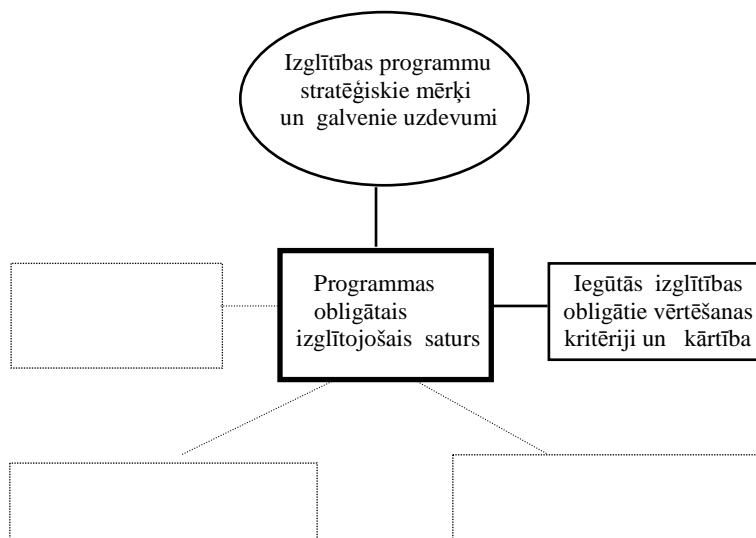 Izglītības programmu
stratēģiskie mērķi
un galvenie uzdevumi
Programmas
obligātais
izglītojošais saturs
Iegūtās izglītības
obligātie vērtēšanas
kritēriji un kārtība